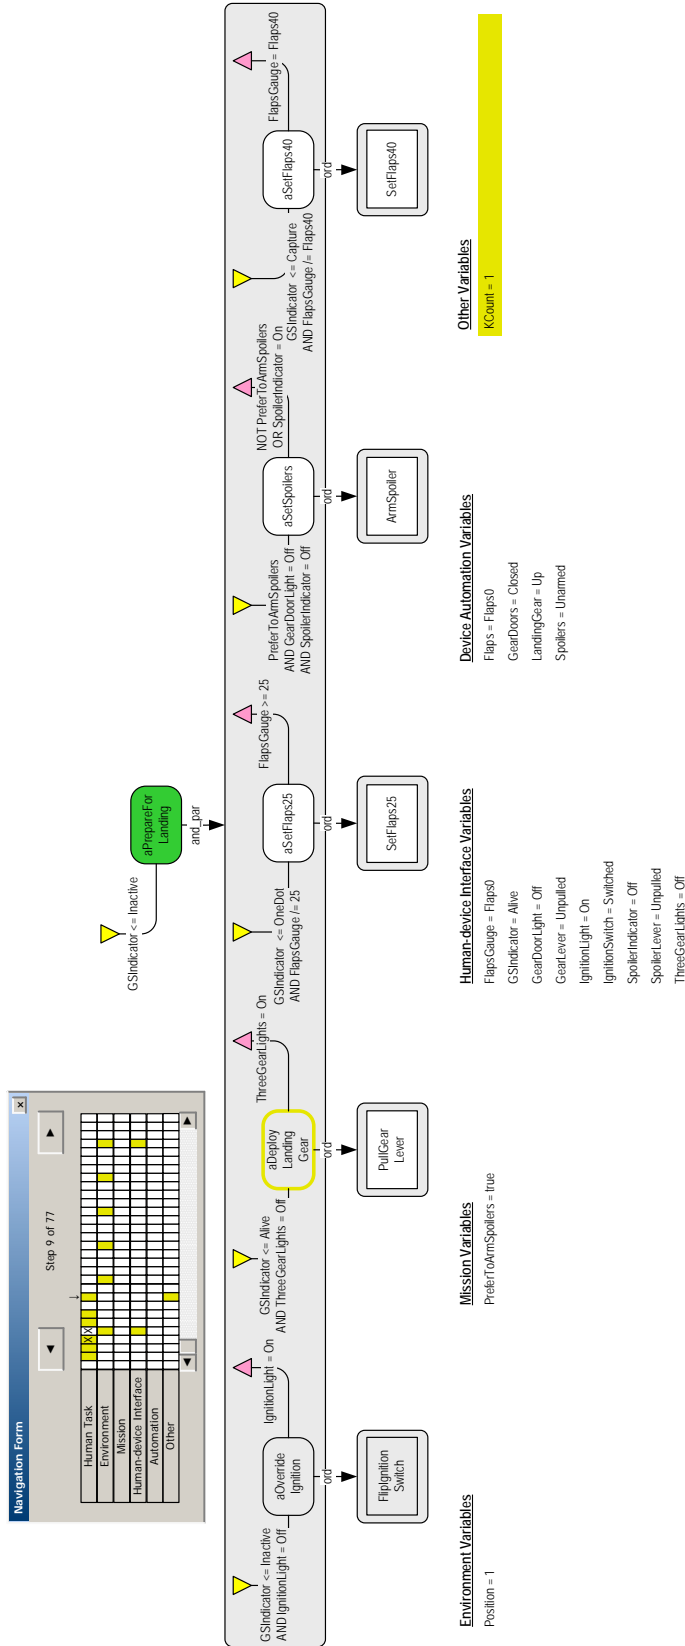 Navigation Form
x
Step 9 of 77
↓
Human Task
X X
Environment
Mission
Human-device Interface
Automation
Other
GSIndicator <= Inactive
aPrepareFor
Landing
and_par
GSIndicator <= Inactive
AND IgnitionLight = Off
aOverride
Ignition
IgnitionLight = On
ord
FlipIgnition
Switch
GSIndicator <= Alive
AND ThreeGearLights = Off
aDeploy
Landing
Gear
ThreeGearLights = On
ord
PullGear
Lever
GSIndicator <= OneDot
AND FlapsGauge /= 25
aSetFlaps25
FlapsGauge >= 25
ord
SetFlaps25
PreferToArmSpoilers
AND GearDoorLight = Off
AND SpoilerIndicator = Off
aSetSpoilers
NOT PreferToArmSpoilers
OR SpoilerIndicator = On
ord
ArmSpoiler
GSIndicator <= Capture
AND FlapsGauge /= Flaps40
aSetFlaps40
FlapsGauge = Flaps40
ord
SetFlaps40
Environment Variables
Position = 1
Mission Variables
PreferToArmSpoilers = true
Human-device Interface Variables
FlapsGauge = Flaps0
GSIndicator = Alive
GearDoorLight = Off
GearLever = Unpulled
IgnitionLight = On
IgnitionSwitch = Switched
SpoilerIndicator = Off
SpoilerLever = Unpulled
ThreeGearLights = Off
Device Automation Variables
Flaps = Flaps0
GearDoors = Closed
LandingGear = Up
Spoilers = Unarmed
Other Variables
KCount = 1